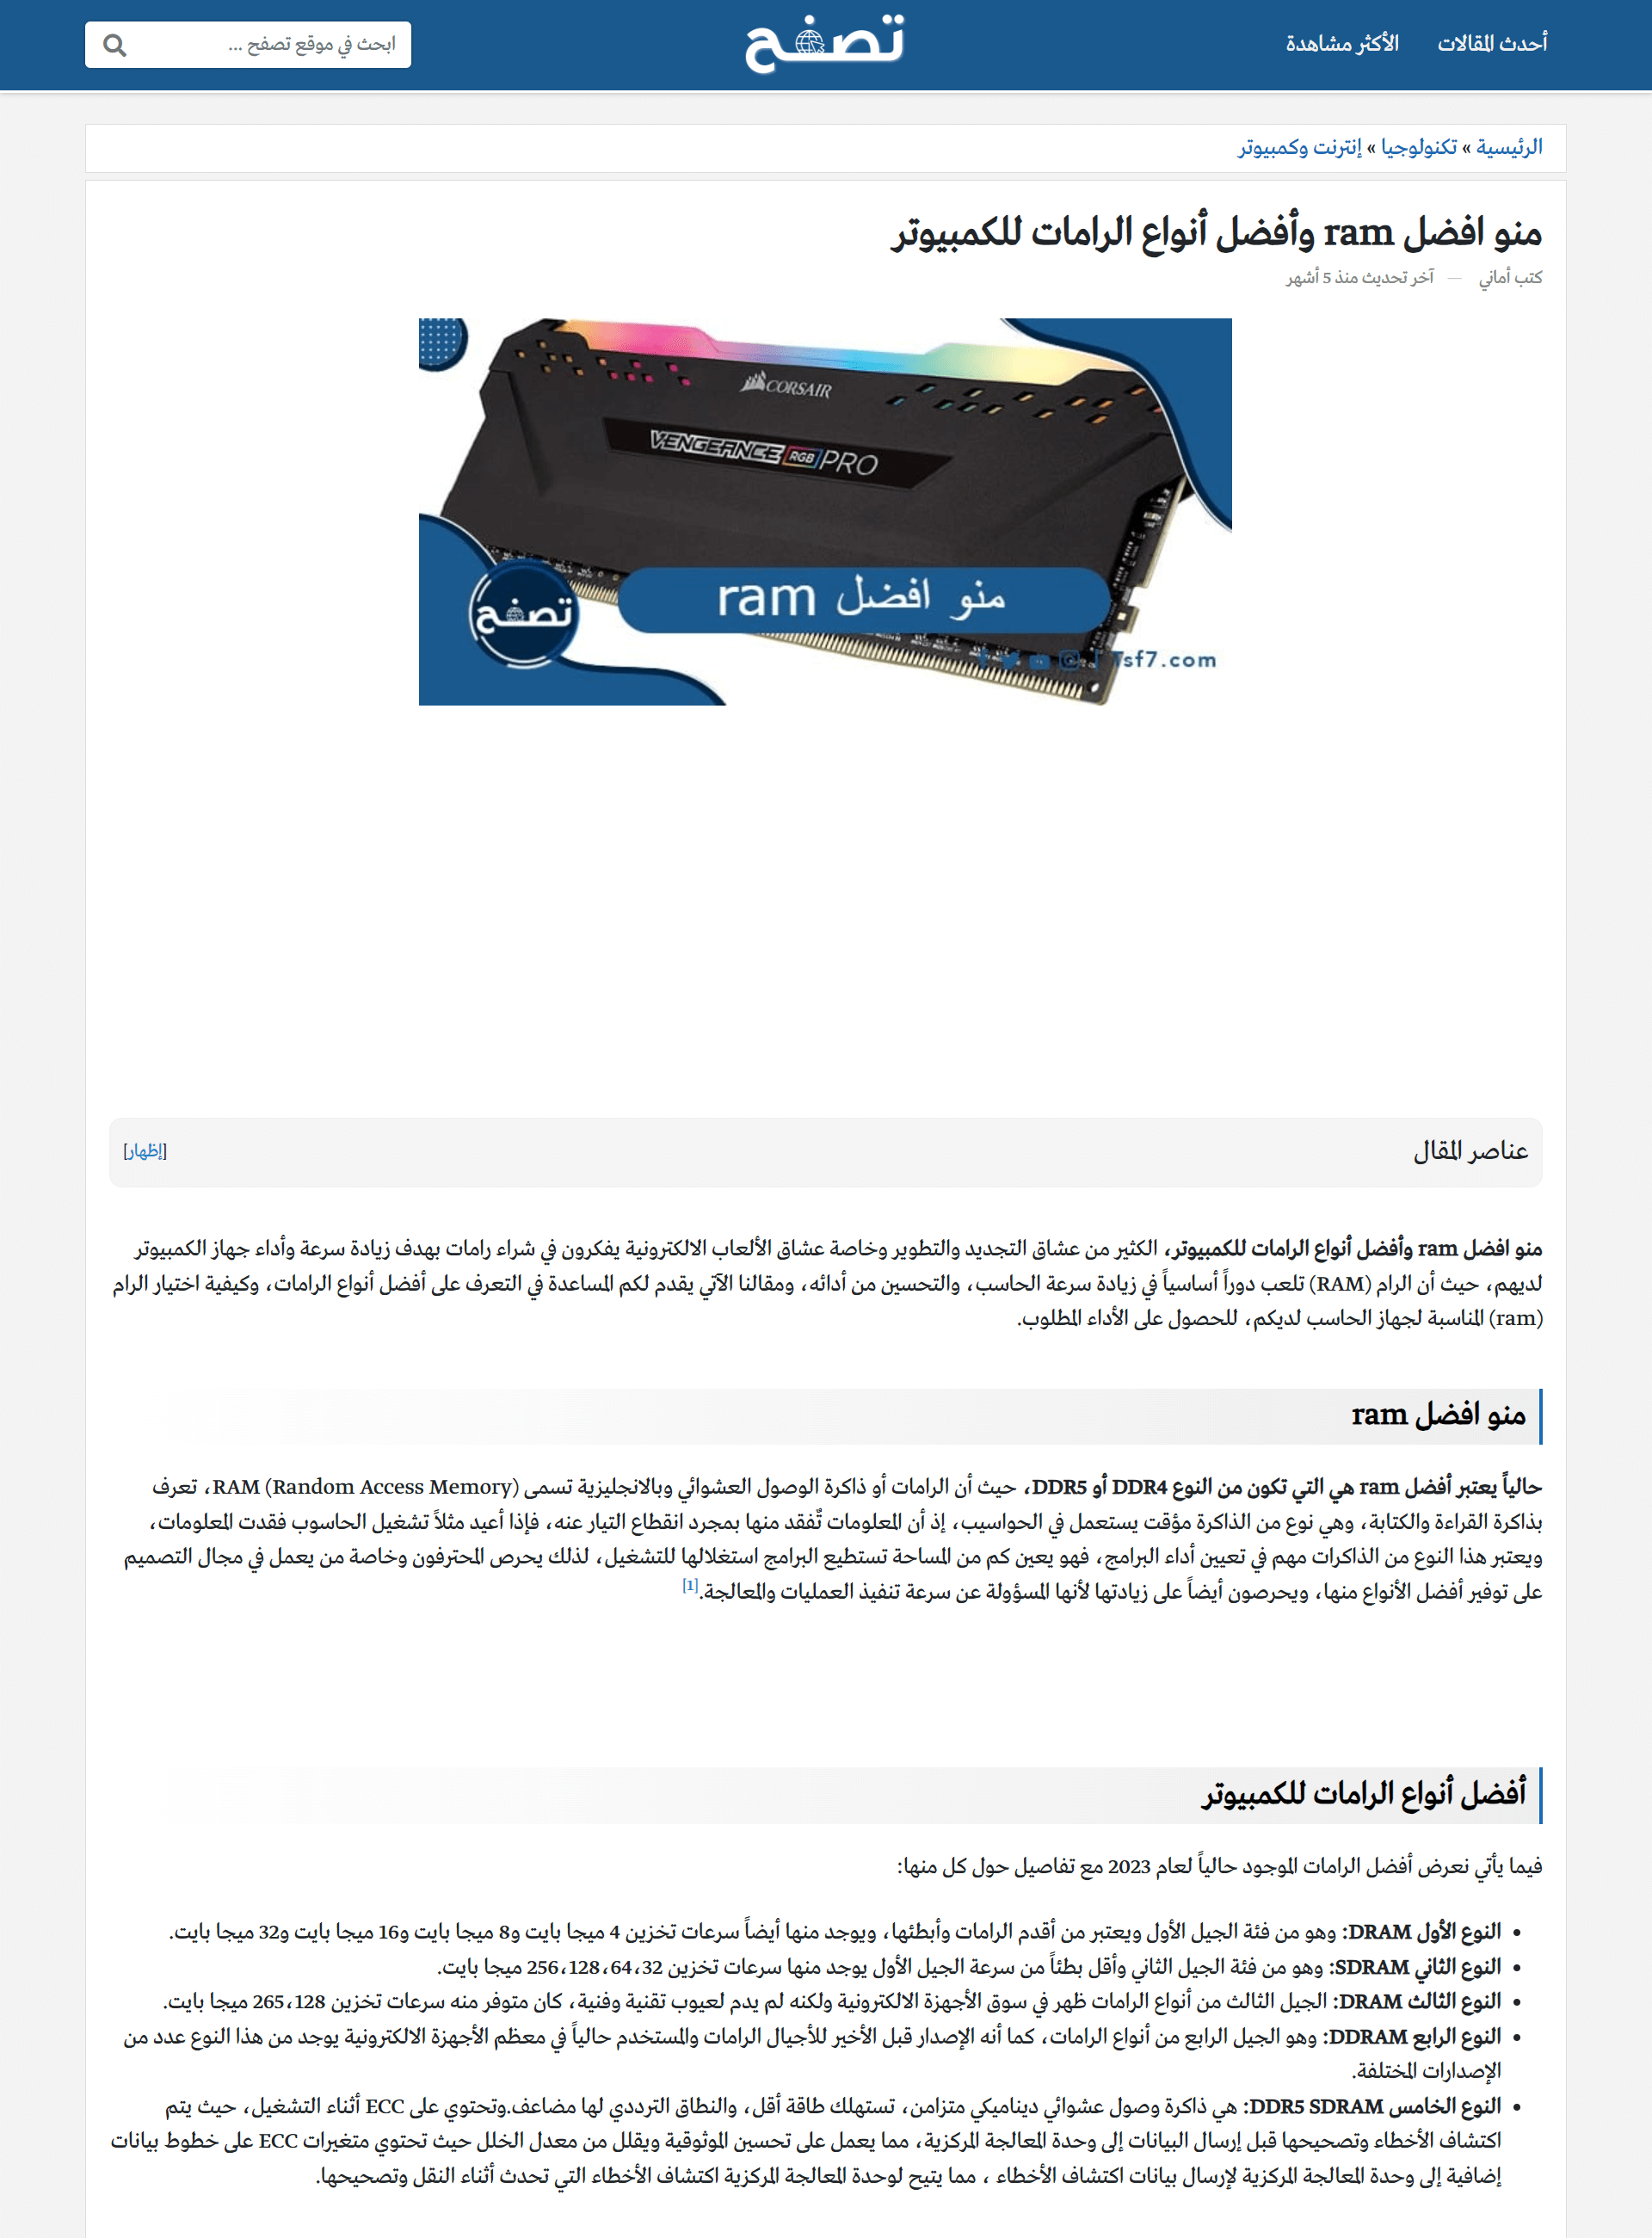 أحدث المقالات
الأكثر مشاهدة
تصفح
ابحث في موقع تصفح ...
الرئيسية » تكنولوجيا » إنترنت وكمبيوتر
منو افضل ram وأفضل أنواع الرامات للكمبيوتر
كتب أماني — آخر تحديث منذ 5 أشهر
CORSAIR
VENGEANCE RGB PRO
منو افضل ram
تصفح
Tsf7.com
عناصر المقال
[إظهار]
منو افضل ram وأفضل أنواع الرامات للكمبيوتر، الكثير من عشاق التجديد والتطوير وخاصة عشاق الألعاب الالكترونية يفكرون في شراء رامات بهدف زيادة سرعة وأداء جهاز الكمبيوتر
لديهم، حيث أن الرام (RAM) تلعب دوراً أساسياً في زيادة سرعة الحاسب، والتحسين من أدائه، ومقالنا الآتي يقدم لكم المساعدة في التعرف على أفضل أنواع الرامات، وكيفية اختيار الرام
(ram) المناسبة لجهاز الحاسب لديكم، للحصول على الأداء المطلوب.
منو افضل ram
حالياً يعتبر أفضل ram هي التي تكون من النوع DDR4 أو DDR5، حيث أن الرامات أو ذاكرة الوصول العشوائي وبالانجليزية تسمى RAM (Random Access Memory)، تعرف
بذاكرة القراءة والكتابة، وهي نوع من الذاكرة مؤقت يستعمل في الحواسيب، إذ أن المعلومات تٌفقد منها بمجرد انقطاع التيار عنه، فإذا أعيد مثلاً تشغيل الحاسوب فقدت المعلومات،
ويعتبر هذا النوع من الذاكرات مهم في تعيين أداء البرامج، فهو يعين كم من المساحة تستطيع البرامج استغلالها للتشغيل، لذلك يحرص المحترفون وخاصة من يعمل في مجال التصميم
على توفير أفضل الأنواع منها، ويحرصون أيضاً على زيادتها لأنها المسؤولة عن سرعة تنفيذ العمليات والمعالجة.[1]
أفضل أنواع الرامات للكمبيوتر
فيما يأتي نعرض أفضل الرامات الموجود حالياً لعام 2023 مع تفاصيل حول كل منها:
• النوع الأول DRAM: وهو من فئة الجيل الأول ويعتبر من أقدم الرامات وأبطئها، ويوجد منها أيضاً سرعات تخزين 4 ميجا بايت و8 ميجا بايت و16 ميجا بايت و32 ميجا بايت.
• النوع الثاني SDRAM: وهو من فئة الجيل الثاني وأقل بطئاً من سرعة الجيل الأول يوجد منها سرعات تخزين 32،64،128،256 ميجا بايت.
• النوع الثالث DRAM: الجيل الثالث من أنواع الرامات ظهر في سوق الأجهزة الالكترونية ولكنه لم يدم لعيوب تقنية وفنية، كان متوفر منه سرعات تخزين 128،265 ميجا بايت.
• النوع الرابع DDRAM: وهو الجيل الرابع من أنواع الرامات، كما أنه الإصدار قبل الأخير للأجيال الرامات والمستخدم حالياً في معظم الأجهزة الالكترونية يوجد من هذا النوع عدد من
الإصدارات المختلفة.
• النوع الخامس DDR5 SDRAM: هي ذاكرة وصول عشوائي ديناميكي متزامن، تستهلك طاقة أقل، والنطاق الترددي لها مضاعف.وتحتوي على ECC أثناء التشغيل، حيث يتم
اكتشاف الأخطاء وتصحيحها قبل إرسال البيانات إلى وحدة المعالجة المركزية، مما يعمل على تحسين الموثوقية ويقلل من معدل الخلل حيث تحتوي متغيرات ECC على خطوط بيانات
إضافية إلى وحدة المعالجة المركزية لإرسال بيانات اكتشاف الأخطاء ، مما يتيح لوحدة المعالجة المركزية اكتشاف الأخطاء التي تحدث أثناء النقل وتصحيحها.